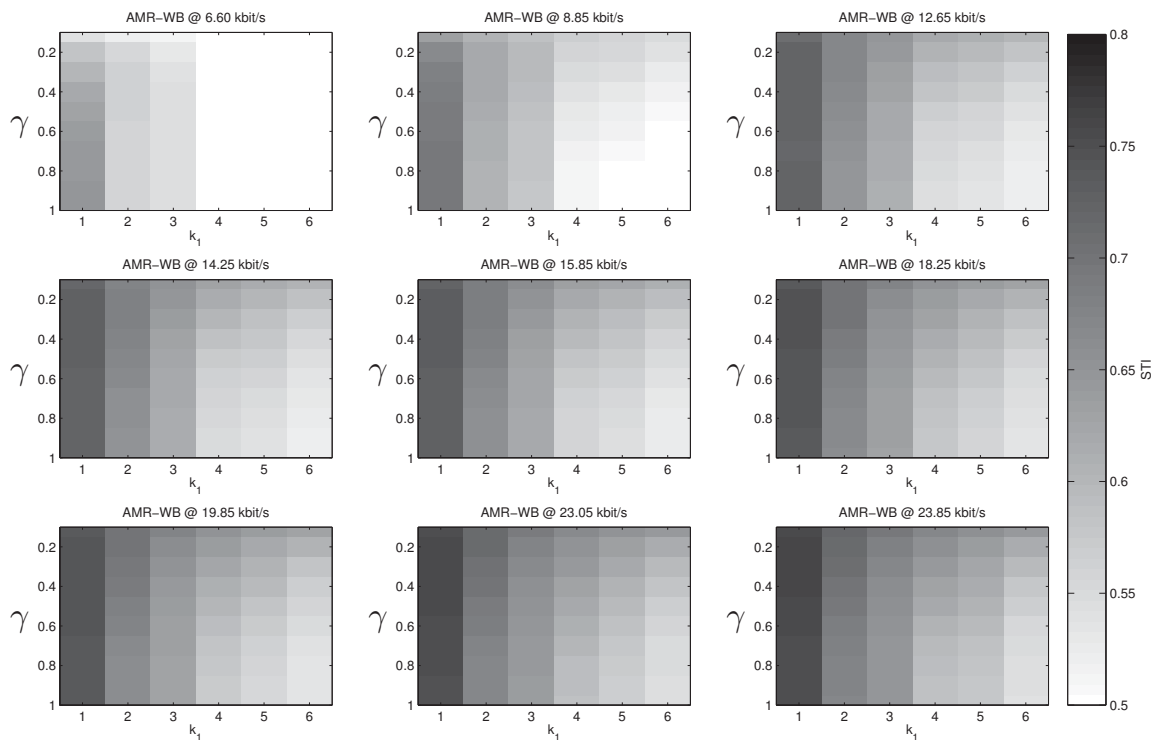 AMR−WB @ 6.60 kbit/s
AMR−WB @ 8.85 kbit/s
AMR−WB @ 12.65 kbit/s
0.2
0.4
0.6
0.8
1
γ
1 2 3 4 5 6
k1
0.2
0.4
0.6
0.8
1
γ
1 2 3 4 5 6
k1
0.2
0.4
0.6
0.8
1
γ
1 2 3 4 5 6
k1
AMR−WB @ 14.25 kbit/s
AMR−WB @ 15.85 kbit/s
AMR−WB @ 18.25 kbit/s
0.2
0.4
0.6
0.8
1
γ
1 2 3 4 5 6
k1
0.2
0.4
0.6
0.8
1
γ
1 2 3 4 5 6
k1
0.2
0.4
0.6
0.8
1
γ
1 2 3 4 5 6
k1
AMR−WB @ 19.85 kbit/s
AMR−WB @ 23.05 kbit/s
AMR−WB @ 23.85 kbit/s
0.2
0.4
0.6
0.8
1
γ
1 2 3 4 5 6
k1
0.2
0.4
0.6
0.8
1
γ
1 2 3 4 5 6
k1
0.2
0.4
0.6
0.8
1
γ
1 2 3 4 5 6
k1
0.8
0.75
0.7
0.65
0.6
0.55
0.5
STI